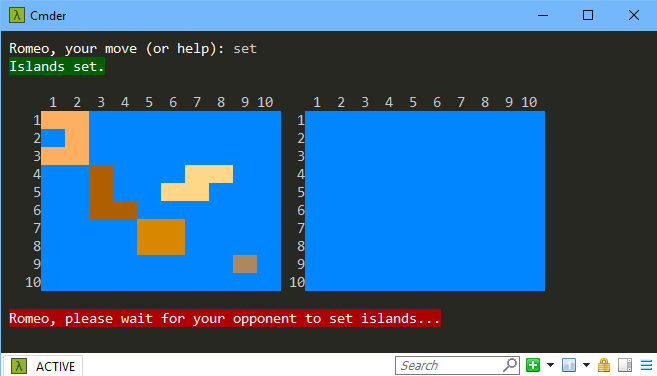 Cmder
Romeo, your move (or help): set
Islands set.
1 2 3 4 5 6 7 8 9 10 1 2 3 4 5 6 7 8 9 10
1 1
2 2
3 3
4 4
5 5
6 6
7 7
8 8
9 9
10 10
Romeo, please wait for your opponent to set islands...
λ ACTIVE Search